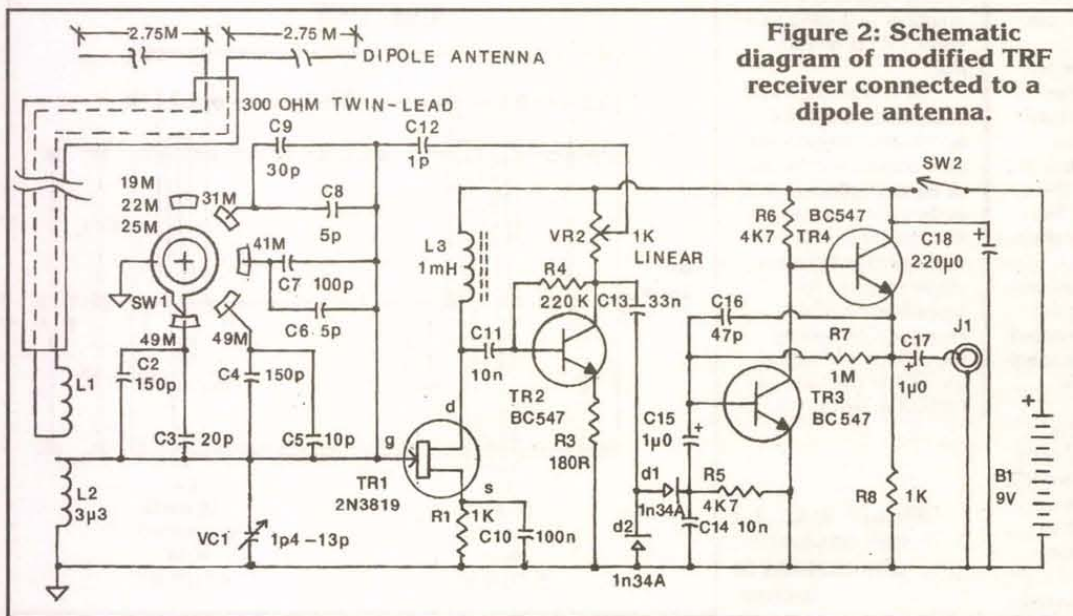 Figure 2: Schematic
diagram of modified TRF
receiver connected to a
dipole antenna.
2.75M
2.75M
DIPOLE ANTENNA
300 OHM TWIN-LEAD
C9
30p
C12
1p
SW2
19M
22M
25M
31M
C8
5p
41M
C7 100p
C6 5p
SW1
49M
49M
C2
150p
C4
150p
C3
20p
C5
10p
L1
L2
3µ3
VC1
1p4-13p
g
d
s
TR1
2N3819
R1
1K
C10
100n
L3
1mH
C11
10n
R4
220K
VR2
1K
LINEAR
C13
33n
TR2
BC547
R3
180R
R6
4K7
BC547
TR4
C18
220µ0
+
C16
47p
R7
1M
C17
1µ0
+
J1
TR3
BC547
C15
1µ0
+
d1
1n34A
R5
4K7
C14 10n
d2
1n34A
R8
1K
B1
9V
+